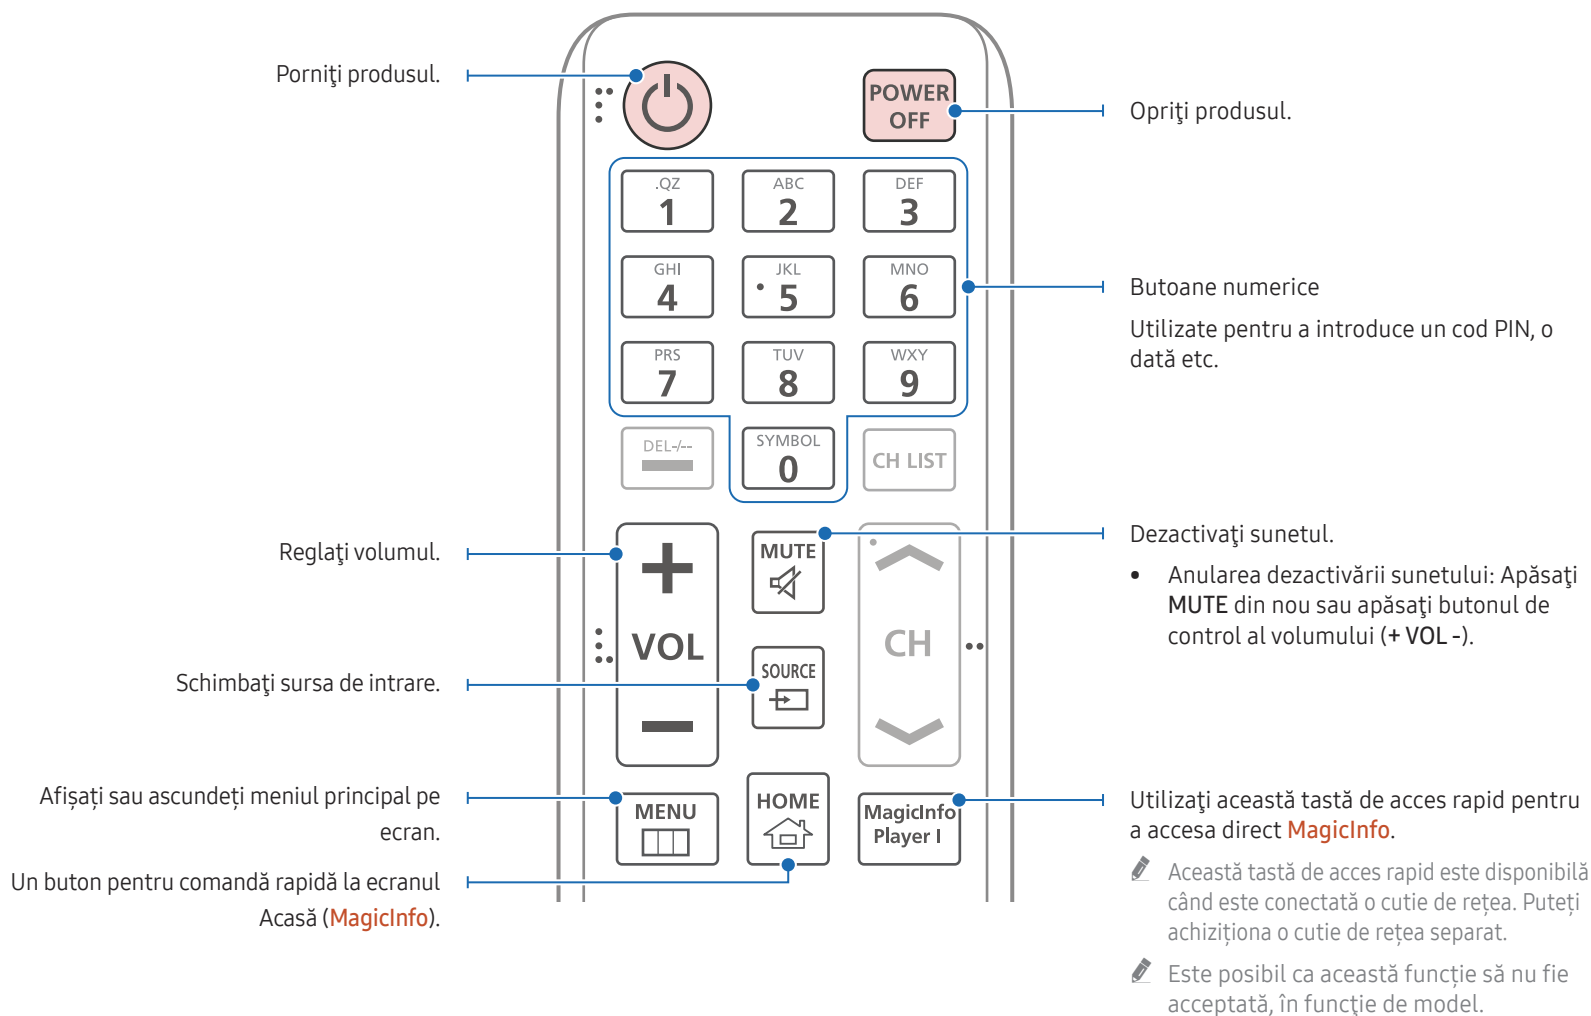 Porniţi produsul.
POWER
OFF
Opriţi produsul.
.QZ
1
ABC
2
DEF
3
GHI
4
JKL
5
MNO
6
Butoane numerice
Utilizate pentru a introduce un cod PIN, o
dată etc.
PRS
7
TUV
8
WXY
9
DEL-/--
SYMBOL
0
CH LIST
Reglaţi volumul.
VOL
MUTE
CH
Dezactivaţi sunetul.
• Anularea dezactivării sunetului: Apăsaţi
MUTE din nou sau apăsaţi butonul de
control al volumului (+ VOL -).
Schimbaţi sursa de intrare.
SOURCE
Afișați sau ascundeți meniul principal pe
ecran.
MENU
HOME
MagicInfo
Player I
Utilizaţi această tastă de acces rapid pentru
a accesa direct MagicInfo.
Această tastă de acces rapid este disponibilă
când este conectată o cutie de rețea. Puteți
achiziționa o cutie de rețea separat.
Este posibil ca această funcție să nu fie
acceptată, în funcţie de model.
Un buton pentru comandă rapidă la ecranul
Acasă (MagicInfo).